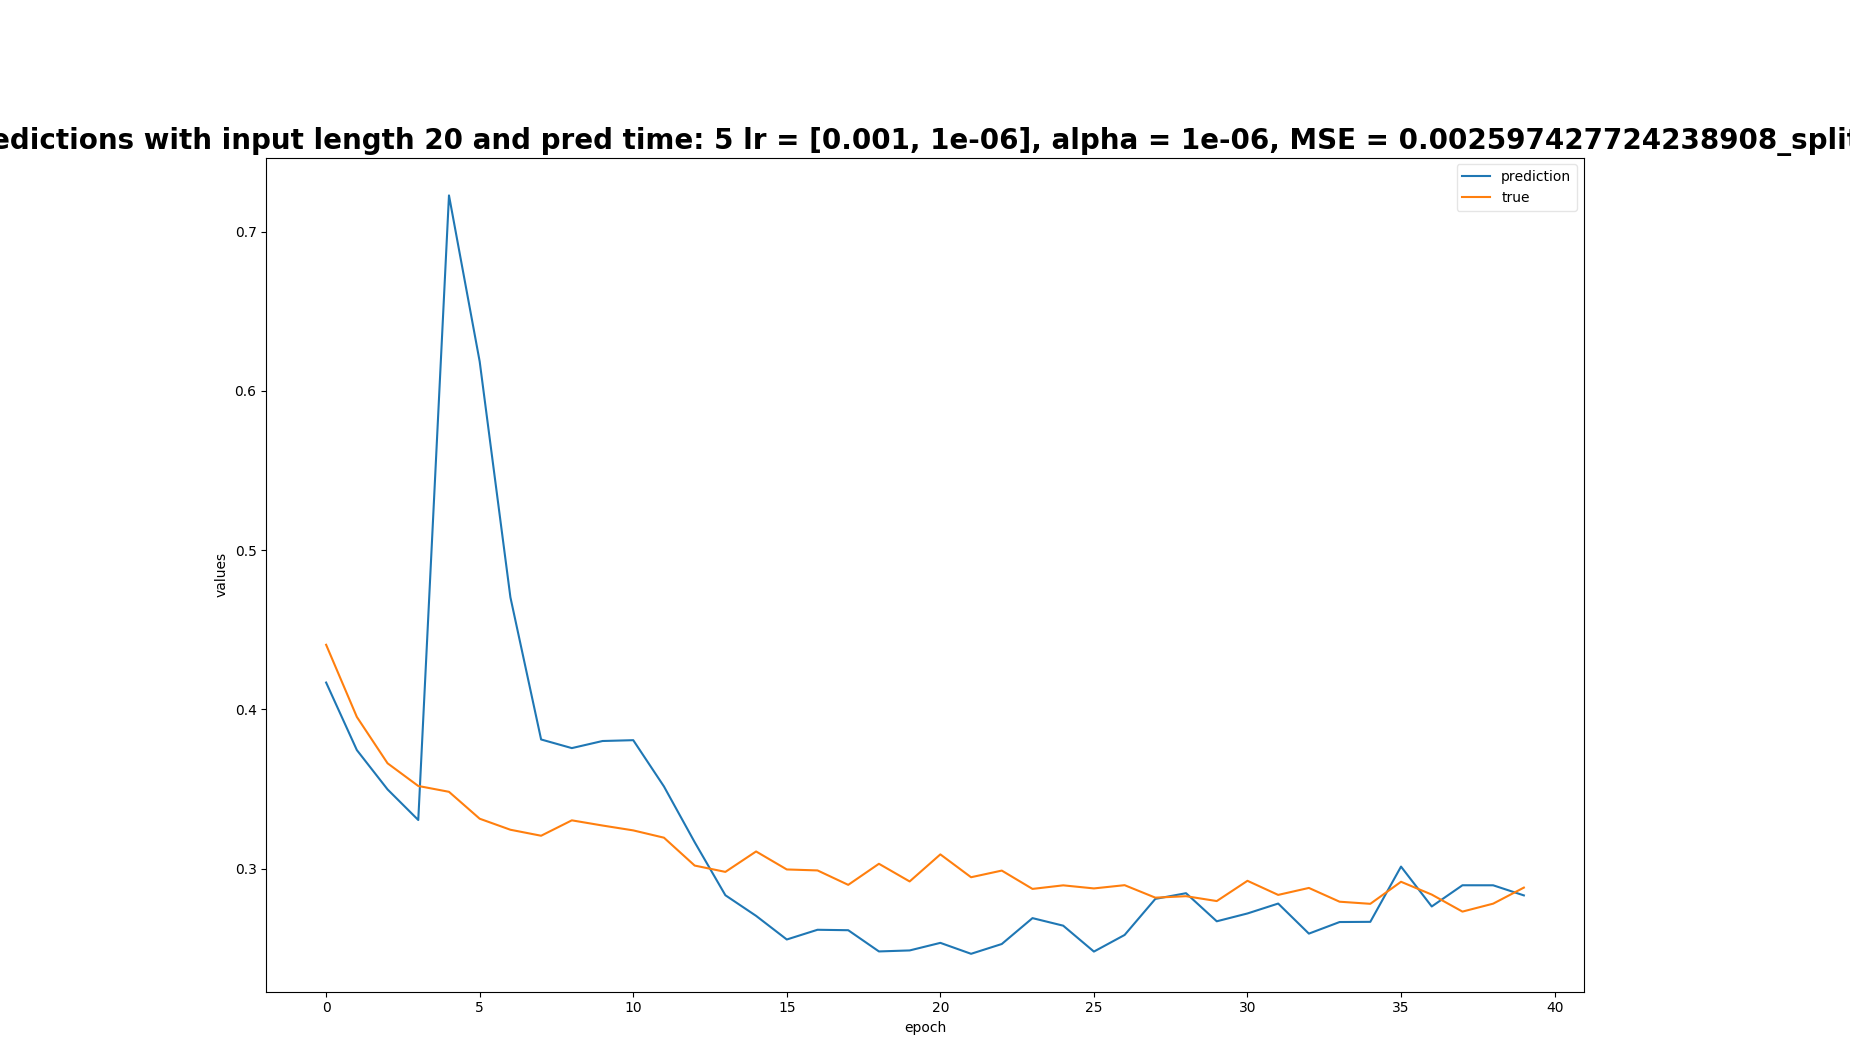 edictions with input length 20 and pred time: 5 lr = [0.001, 1e-06], alpha = 1e-06, MSE = 0.002597427724238908_split
prediction
true
0.7
0.6
0.5
0.4
0.3
values
0 5 10 15 20 25 30 35 40
epoch